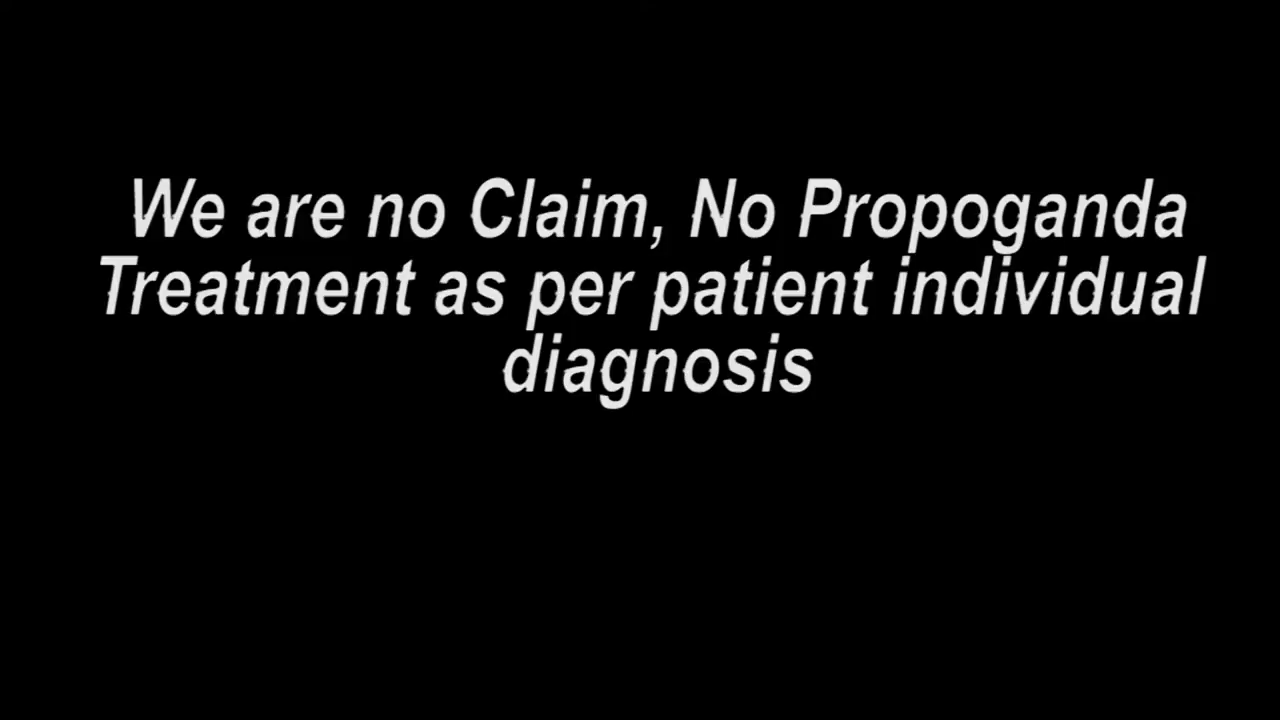 We are no Claim, No Propoganda
Treatment as per patient individual
diagnosis